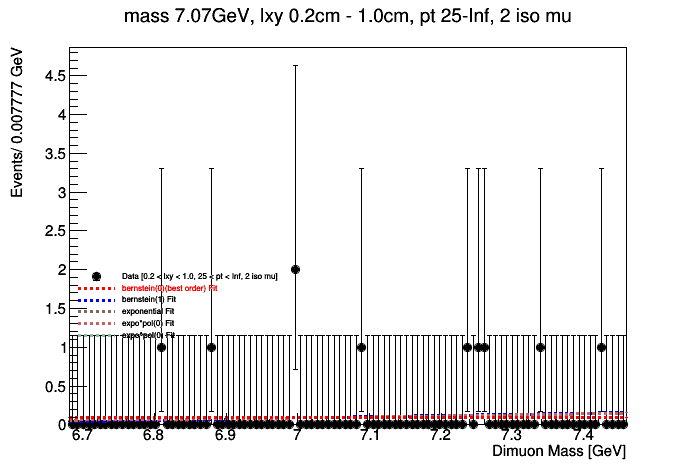 mass 7.07GeV, lxy 0.2cm - 1.0cm, pt 25-Inf, 2 iso mu
Events/ 0.007777 GeV
4.5
4
3.5
3
2.5
2
1.5
1
0.5
0
Data [0.2 < lxy < 1.0, 25 < pt < Inf, 2 iso mu]
bernstein(0)(best order) Fit
bernstein(1) Fit
exponential Fit
expo*pol(0) Fit
expo*pol(0) Fit
6.7 6.8 6.9 7 7.1 7.2 7.3 7.4
Dimuon Mass [GeV]